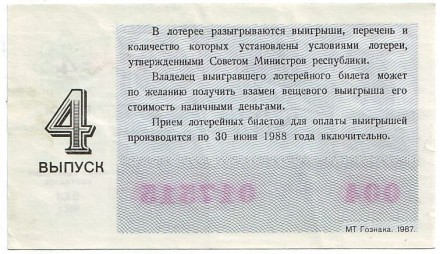 В лотерее разыгрываются выигрыши, перечень и
количество которых установлены условиями лотереи,
утвержденными Советом Министров республики.
Владелец выигравшего лотерейного билета может
по желанию получить взамен вещевого выигрыша его
стоимость наличными деньгами.
Прием лотерейных билетов для оплаты выигрышей
производится по 30 июня 1988 года включительно.
4
ВЫПУСК
МТ Гознака. 1987.